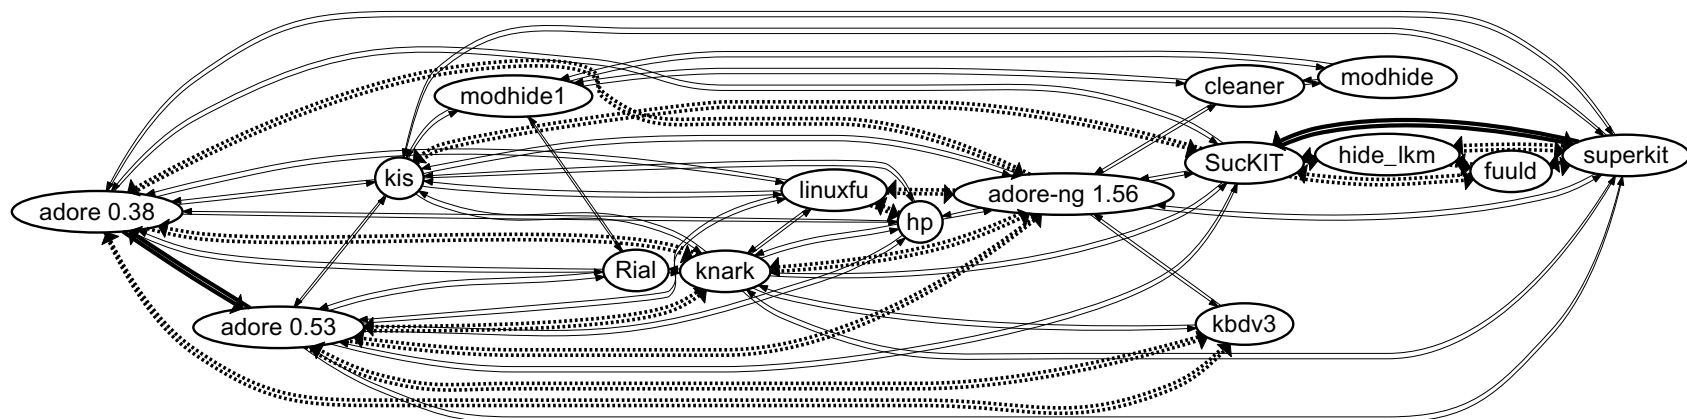 modhide1
cleaner
modhide
kis
SucKIT
hide_lkm
fuuld
superkit
adore 0.38
linuxfu
hp
adore-ng 1.56
Rial
knark
adore 0.53
kbdv3